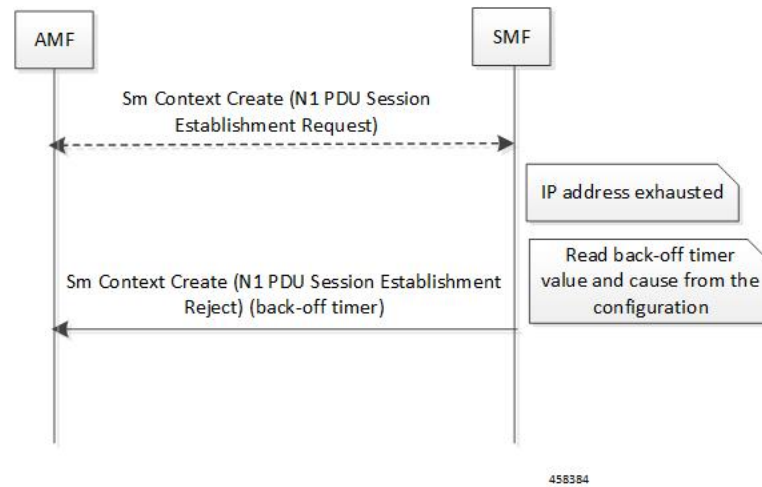 AMF
SMF
Sm Context Create (N1 PDU Session
Establishment Request)
IP address exhausted
Read back-off timer
value and cause from the
configuration
Sm Context Create (N1 PDU Session Establishment
Reject) (back-off timer)
458384